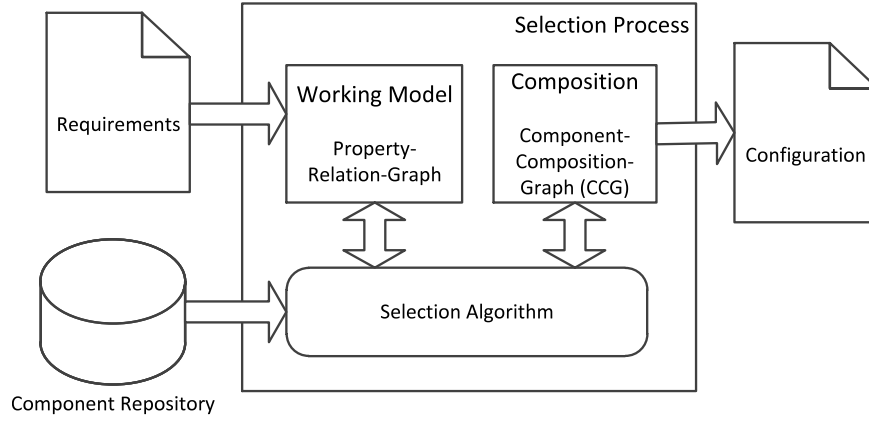 Selection Process
Requirements
Working Model
Property-
Relation-Graph
Composition
Component-
Composition-
Graph (CCG)
Configuration
Selection Algorithm
Component Repository